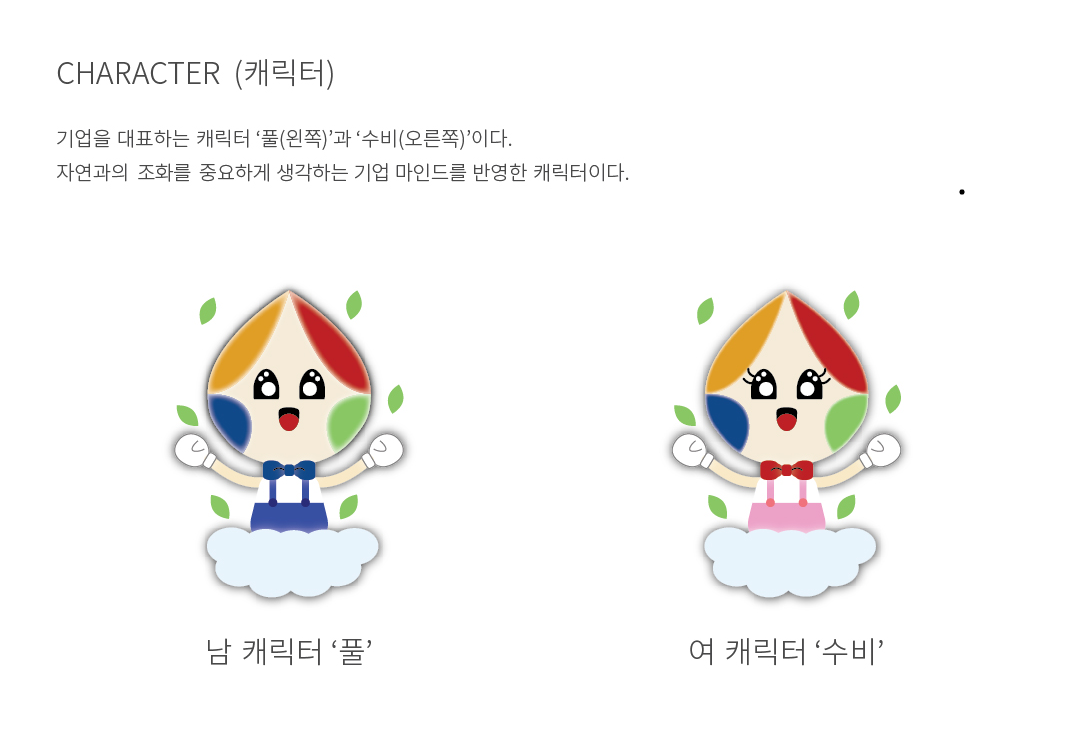 CHARACTER (캐릭터)
기업을 대표하는 캐릭터 ‘풀(왼쪽)’과 ‘수비(오른쪽)’이다.
자연과의 조화를 중요하게 생각하는 기업 마인드를 반영한 캐릭터이다.
남 캐릭터 ‘풀’
여 캐릭터 ‘수비’